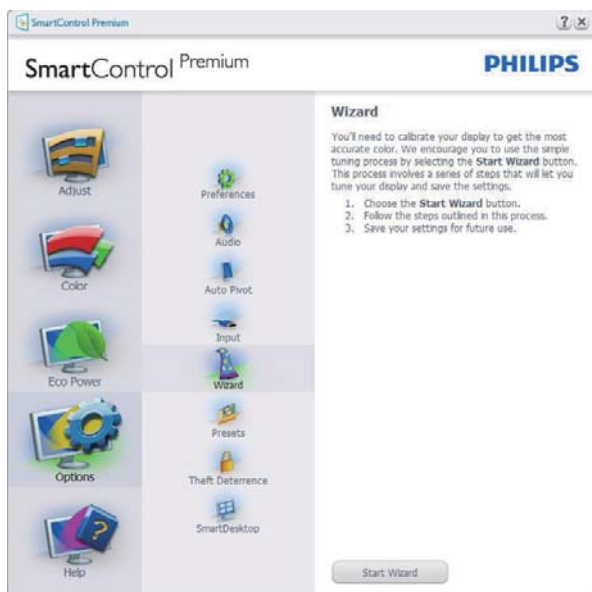 SmartControl Premium
SmartControl Premium
PHILIPS
Adjust
Color
Eco Power
Options
Help
Preferences
Audio
Auto Pivot
Input
Wizard
Presets
Theft Deterrence
SmartDesktop
Wizard
You'll need to calibrate your display to get the most
accurate color. We encourage you to use the simple
tuning process by selecting the Start Wizard button.
This process involves a series of steps that will let you
tune your display and save the settings.
1. Choose the Start Wizard button.
2. Follow the steps outlined in this process.
3. Save your settings for future use.
Start Wizard